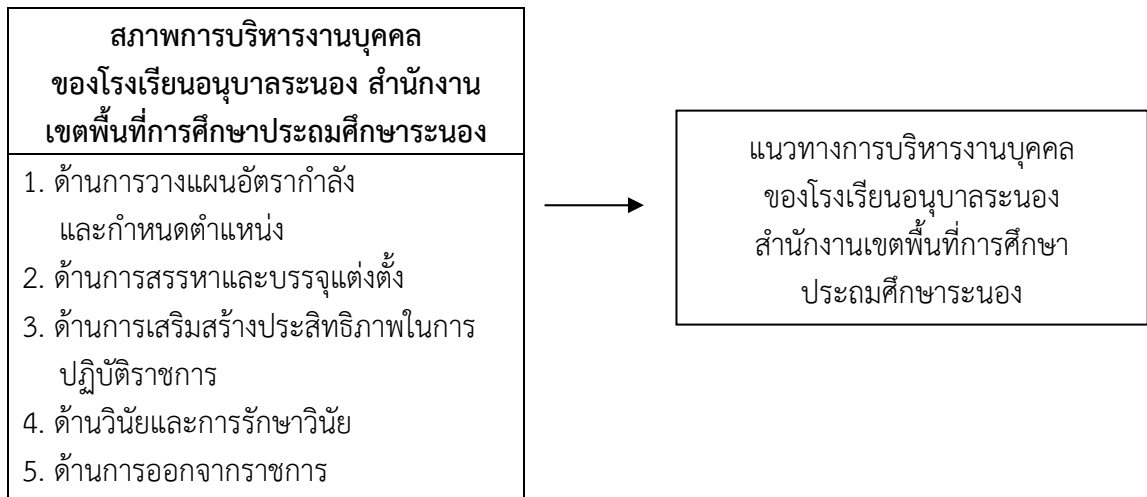 สภาพการบริหารงานบุคคล
ของโรงเรียนอนุบาลระนอง สำนักงาน
เขตพื้นที่การศึกษาประถมศึกษาระนอง
1. ด้านการวางแผนอัตรากำลัง
และกำหนดตำแหน่ง
2. ด้านการสรรหาและบรรจุแต่งตั้ง
3. ด้านการเสริมสร้างประสิทธิภาพในการ
ปฏิบัติราชการ
4. ด้านวินัยและการรักษาวินัย
5. ด้านการออกจากราชการ
แนวทางการบริหารงานบุคคล
ของโรงเรียนอนุบาลระนอง
สำนักงานเขตพื้นที่การศึกษา
ประถมศึกษาระนอง